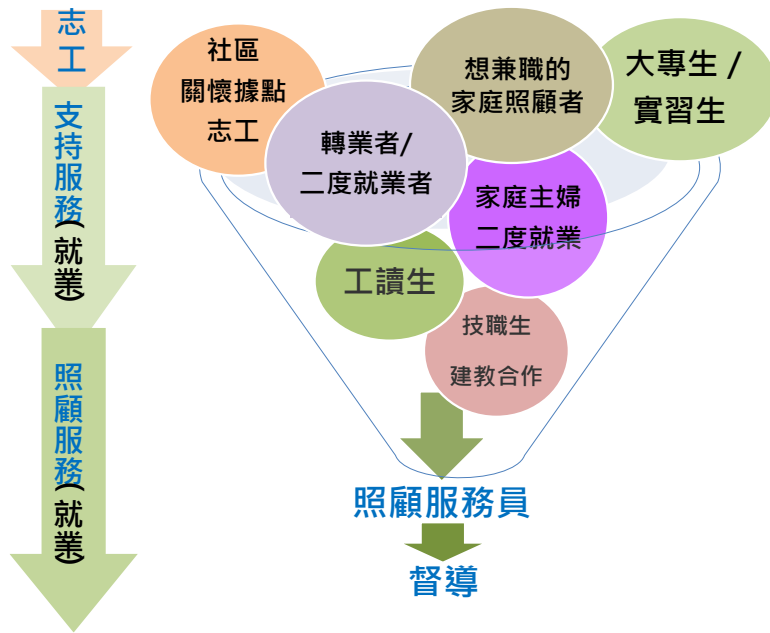 志工
支持服務(就業)
照顧服務(就業)
社區
關懷據點
志工
轉業者/
二度就業者
想兼職的
家庭照顧者
大專生 /
實習生
家庭主婦
二度就業
工讀生
技職生
建教合作
照顧服務員
督導